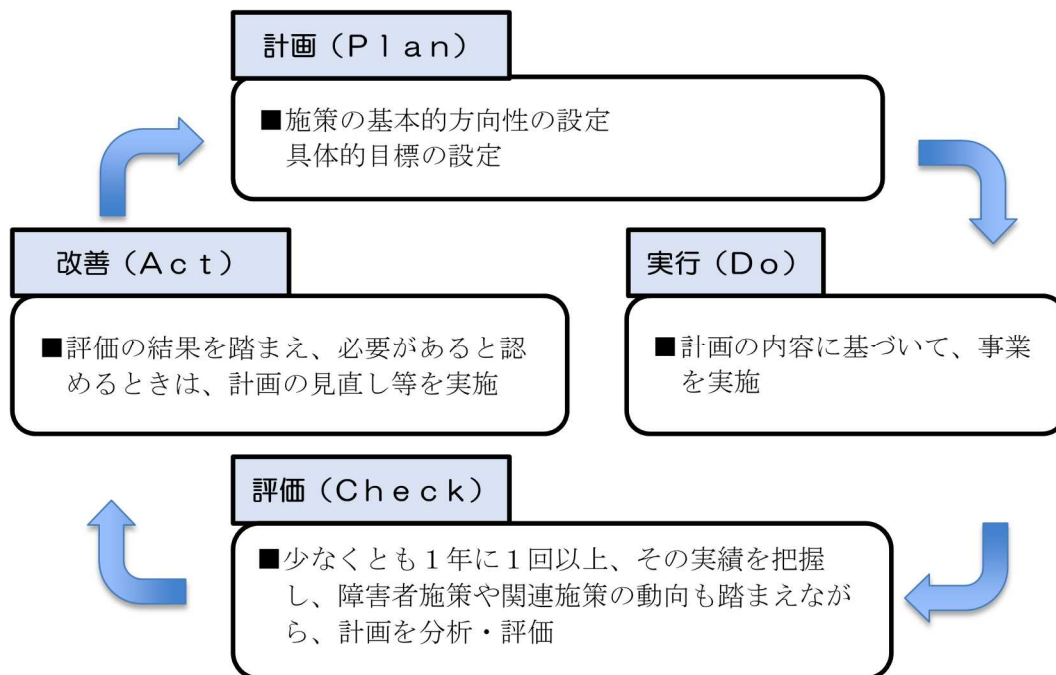 計画（Ｐｌａｎ）
■施策の基本的方向性の設定
具体的目標の設定
改善（Ａｃｔ）
■評価の結果を踏まえ、必要があると認
めるときは、計画の見直し等を実施
実行（Ｄｏ）
■計画の内容に基づいて、事業
を実施
評価（Ｃｈｅｃｋ）
■少なくとも１年に１回以上、その実績を把握
し、障害者施策や関連施策の動向も踏まえなが
ら、計画を分析・評価